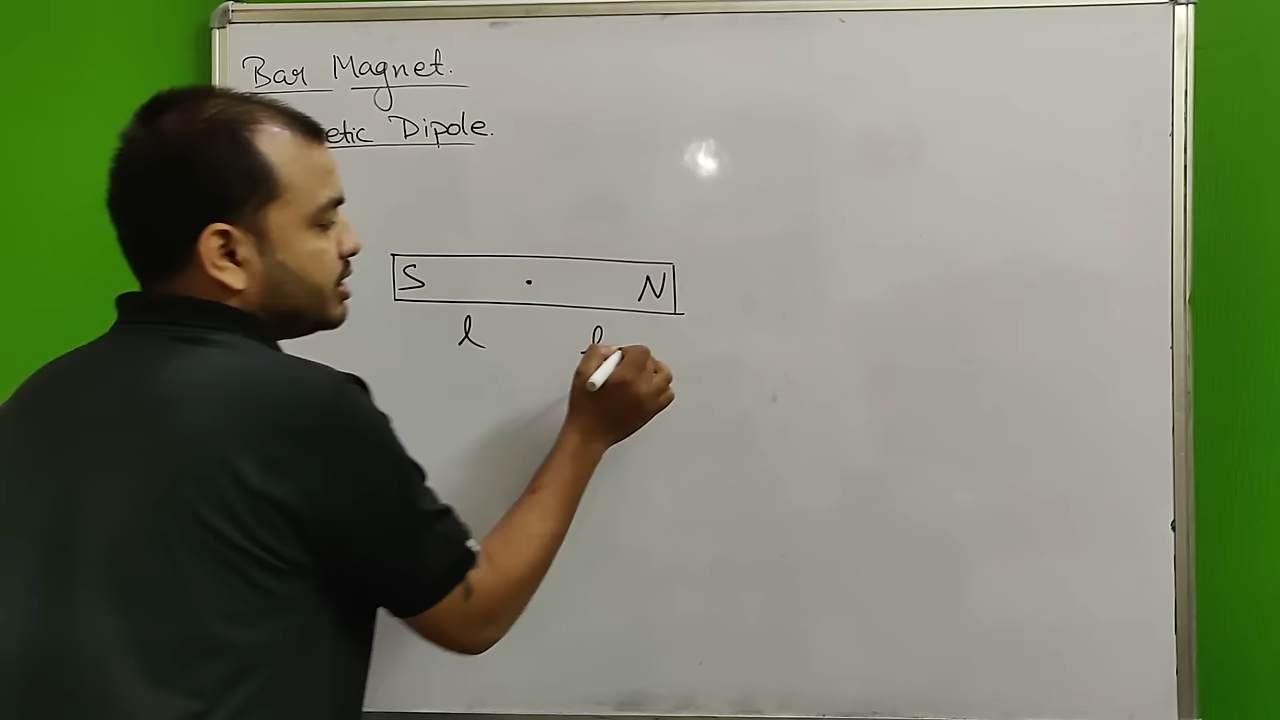 Bar Magnet.
etic Dipole.
S . N
l l